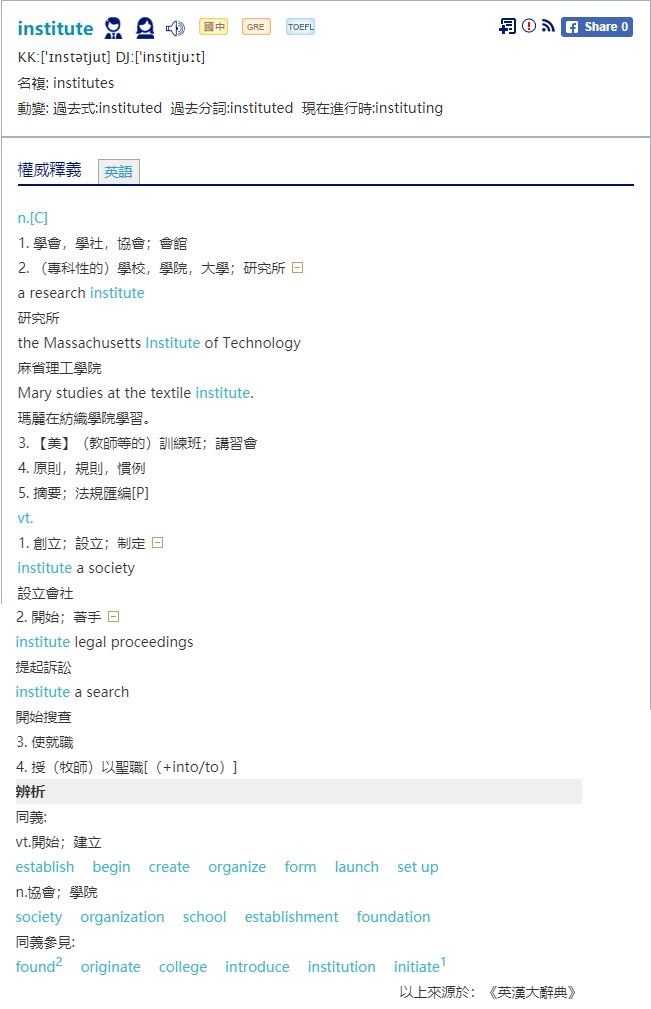 institute 國中 GRE TOEFL Share 0
KK:[ˈɪnstətjut] DJ:[ˈinstitjuːt]
名複: institutes
動變: 過去式:instituted 過去分詞:instituted 現在進行時:instituting
權威釋義 英語
n.[C]
1. 學會，學社，協會；會館
2. （專科性的）學校，學院，大學；研究所
a research institute
研究所
the Massachusetts Institute of Technology
麻省理工學院
Mary studies at the textile institute.
瑪麗在紡織學院學習。
3. 【美】（教師等的）訓練班；講習會
4. 原則，規則，慣例
5. 摘要；法規匯編[P]
vt.
1. 創立；設立；制定
institute a society
設立會社
2. 開始；著手
institute legal proceedings
提起訴訟
institute a search
開始搜查
3. 使就職
4. 授（牧師）以聖職[（+into/to）]
辨析
同義:
vt.開始；建立
establish begin create organize form launch set up
n.協會；學院
society organization school establishment foundation
同義參見:
found2 originate college introduce institution initiate1
以上來源於：《英漢大辭典》